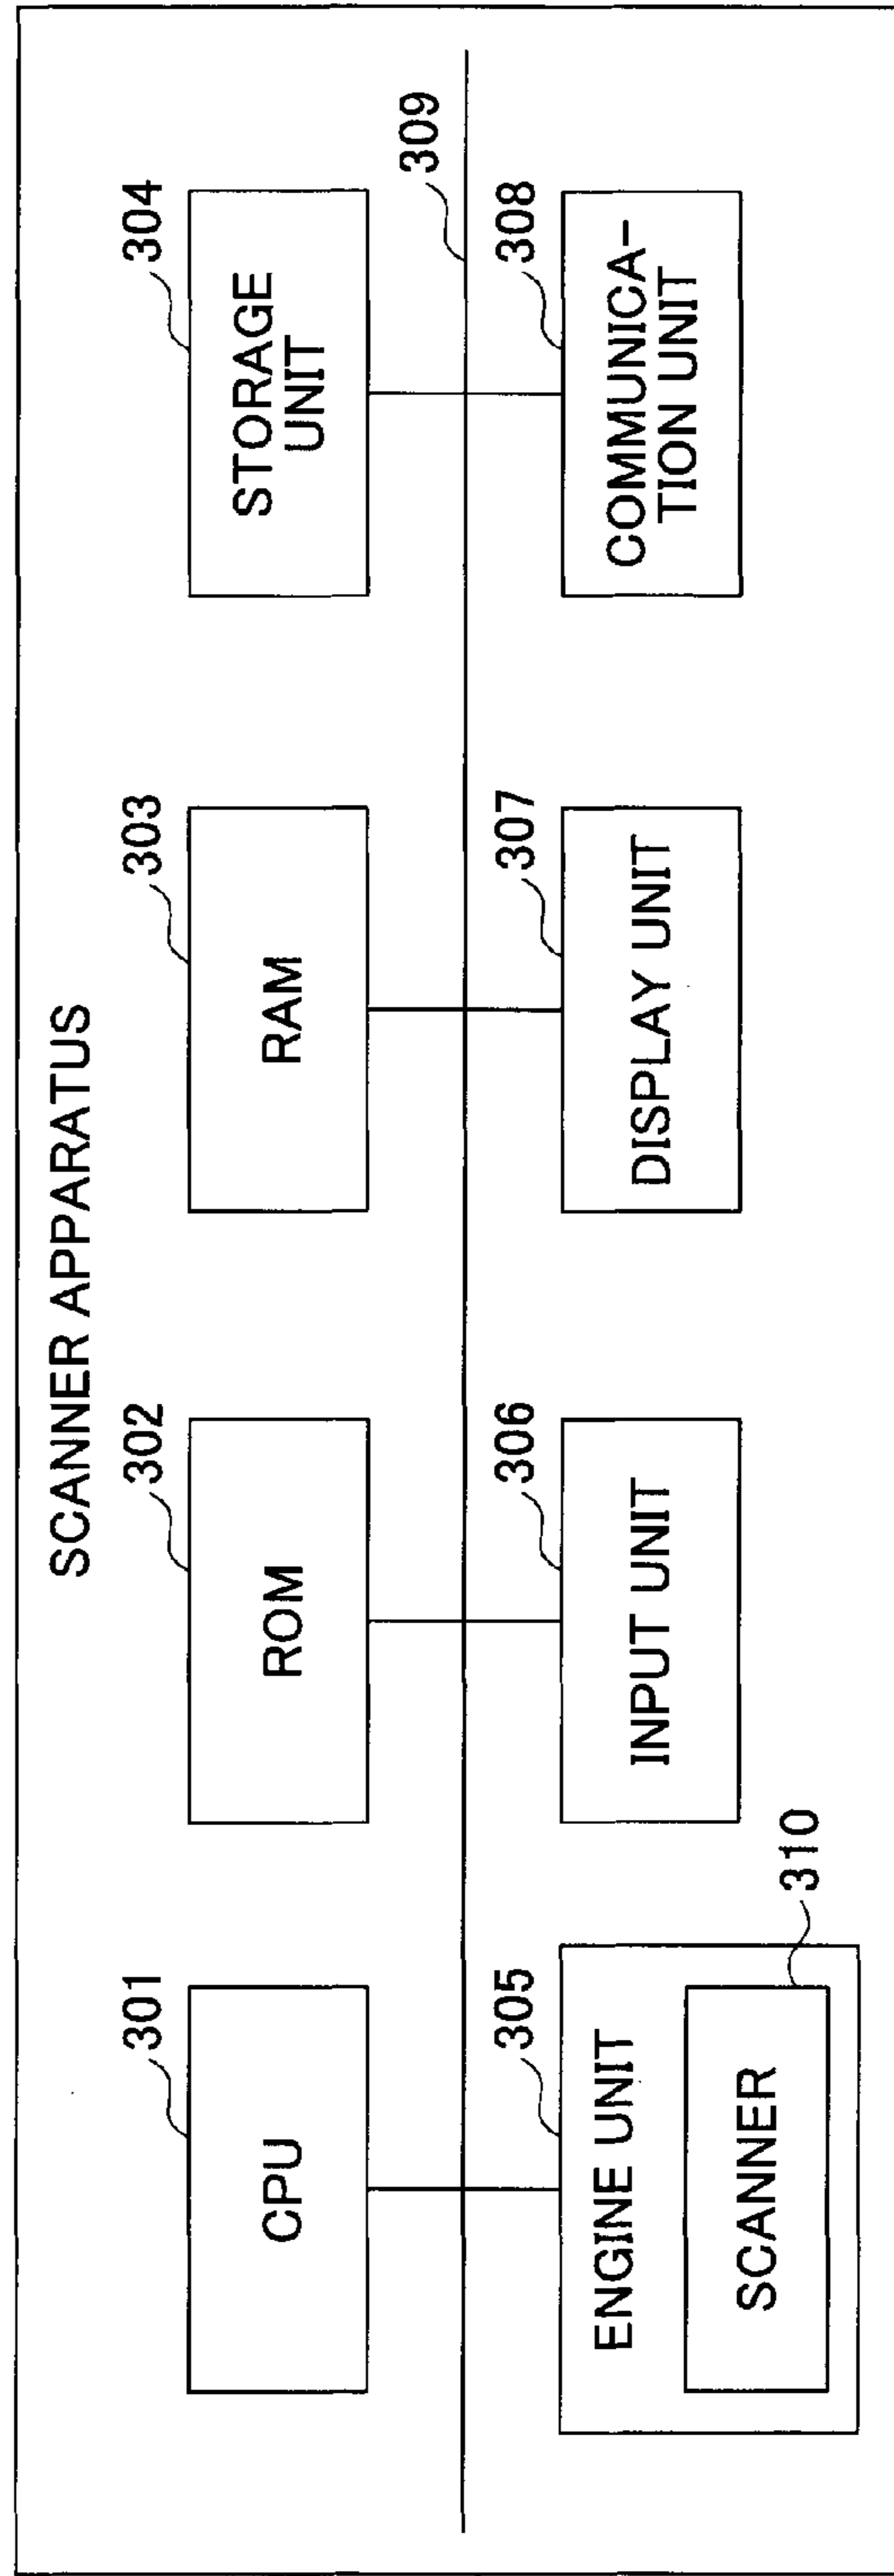 SCANNER APPARATUS
301
CPU
302
ROM
303
RAM
304
STORAGE
UNIT
309
305
ENGINE UNIT
310
SCANNER
306
INPUT UNIT
307
DISPLAY UNIT
308
COMMUNICA-
TION UNIT